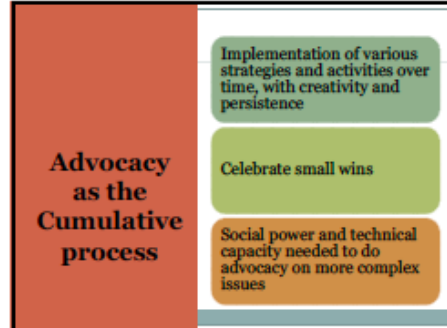 Advocacy
as the
Cumulative
process
Implementation of various
strategies and activities over
time, with creativity and
persistence
Celebrate small wins
Social power and technical
capacity needed to do
advocacy on more complex
issues